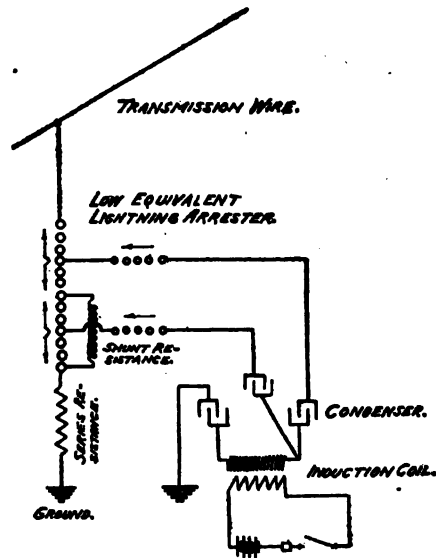 TRANSMISSION WIRE.
LOW EQUIVALENT
LIGHTNING ARRESTER.
SHUNT RE-
SISTANCE.
SERIES RE-
SISTANCE.
CONDENSER.
INDUCTION COIL.
GROUND.